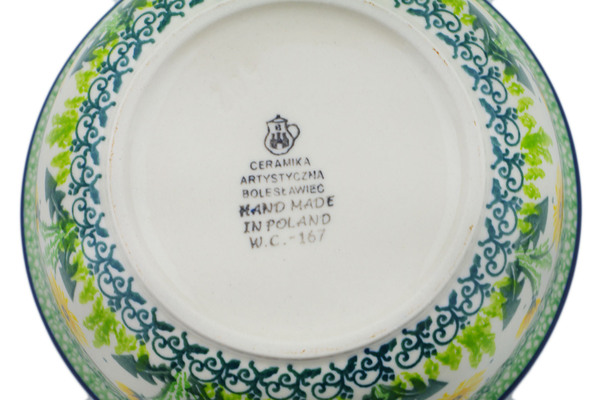 CERAMIKA
ARTYSTYCZNA
BOLESŁAWIEC
HAND MADE
IN POLAND
W.C.-167